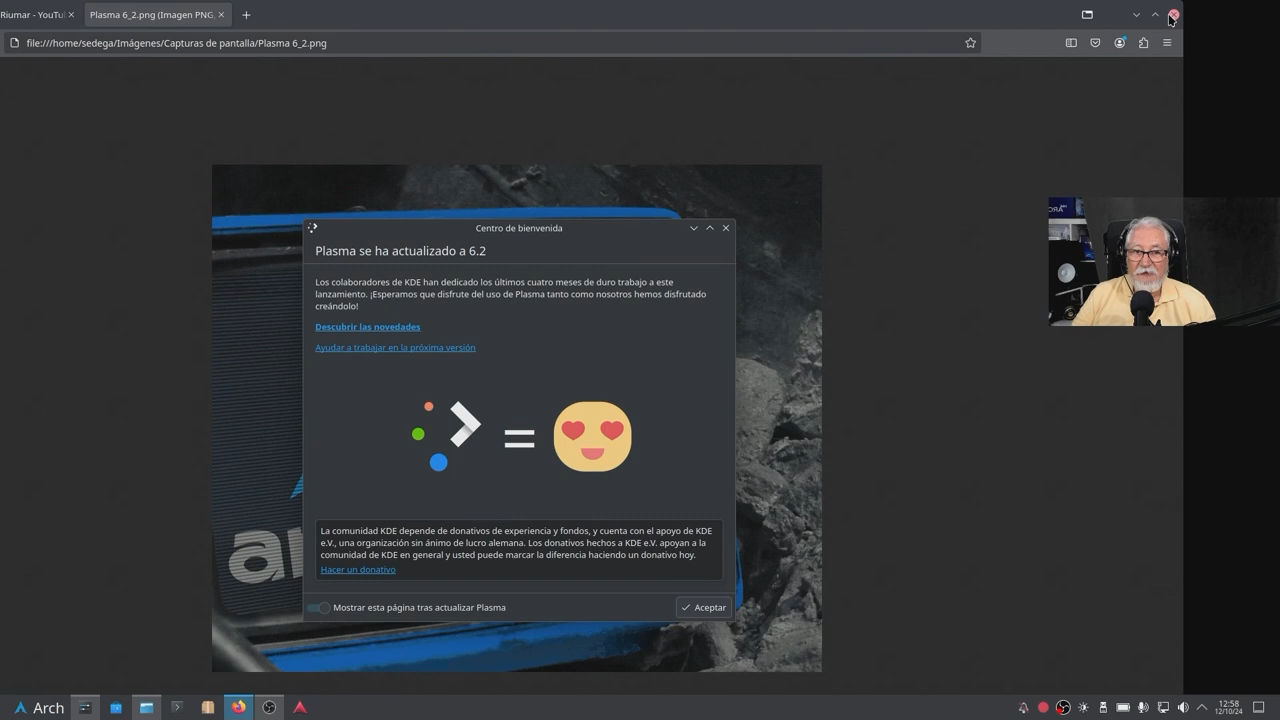 Riumar - YouTu
Plasma 6_2.png (Imagen PNG,
file:///home/sedega/Imágenes/Capturas de pantalla/Plasma 6_2.png
Centro de bienvenida
Plasma se ha actualizado a 6.2
Los colaboradores de KDE han dedicado los últimos cuatro meses de duro trabajo a este
lanzamiento. ¡Esperamos que disfrute del uso de Plasma tanto como nosotros hemos disfrutado
creándolo!
Descubrir las novedades
Ayudar a trabajar en la próxima versión
La comunidad KDE depende de donativos de experiencia y fondos, y cuenta con el apoyo de KDE
e.V., una organización sin ánimo de lucro alemana. Los donativos hechos a KDE e.V. apoyan a la
comunidad de KDE en general y usted puede marcar la diferencia haciendo un donativo hoy.
Hacer un donativo
Mostrar esta página tras actualizar Plasma
Aceptar
Arch
12:58
12/10/24